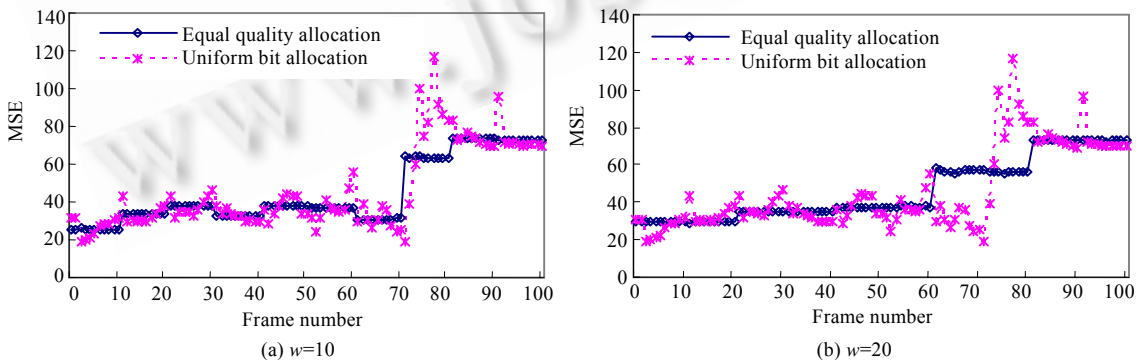 140
120
100
80
60
40
20
0
MSE
Equal quality allocation
Uniform bit allocation
0 10 20 30 40 50 60 70 80 90 100
Frame number
(a) w=10
140
120
100
80
60
40
20
0
MSE
Equal quality allocation
Uniform bit allocation
0 10 20 30 40 50 60 70 80 90 100
Frame number
(b) w=20